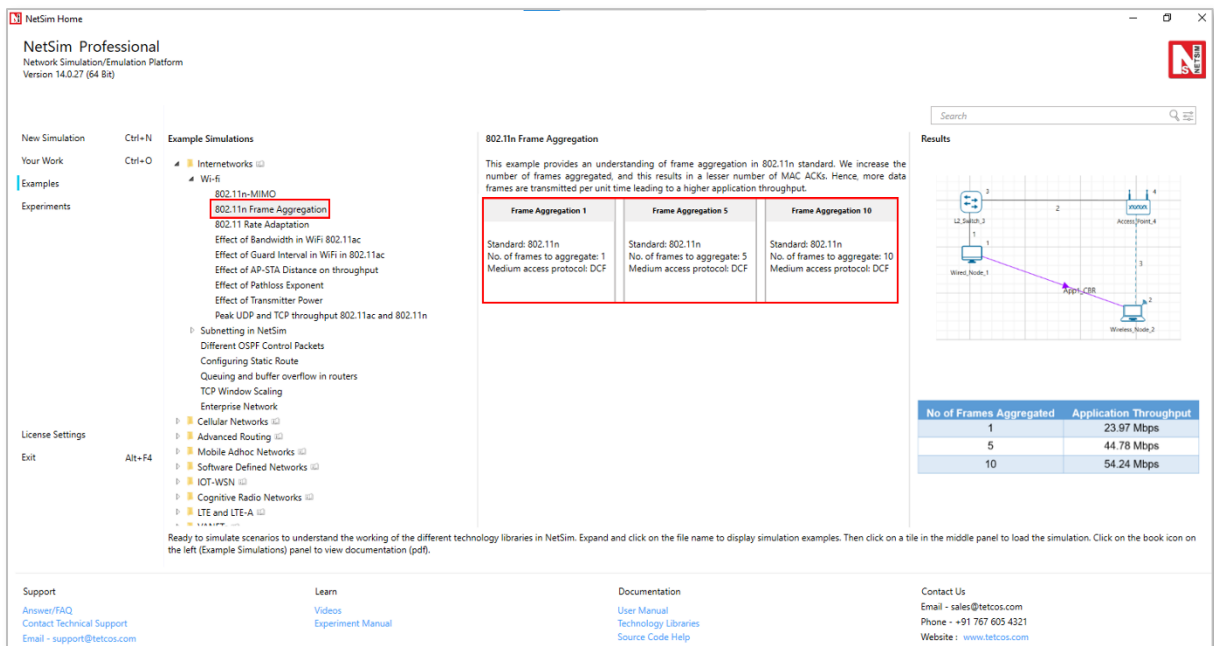 NetSim Home
NetSim Professional
Network Simulation/Emulation Platform
Version 14.0.27 (64 Bit)
NETSIM
Search
New Simulation Ctrl+N
Your Work Ctrl+O
Examples
Experiments
License Settings
Exit Alt+F4
Example Simulations
Internetworks
Wi-fi
802.11n-MIMO
802.11n Frame Aggregation
802.11 Rate Adaptation
Effect of Bandwidth in WiFi 802.11ac
Effect of Guard Interval in WiFi in 802.11ac
Effect of AP-STA Distance on throughput
Effect of Pathloss Exponent
Effect of Transmitter Power
Peak UDP and TCP throughput 802.11ac and 802.11n
Subnetting in NetSim
Different OSPF Control Packets
Configuring Static Route
Queuing and buffer overflow in routers
TCP Window Scaling
Enterprise Network
Cellular Networks
Advanced Routing
Mobile Adhoc Networks
Software Defined Networks
IOT-WSN
Cognitive Radio Networks
LTE and LTE-A
802.11n Frame Aggregation
This example provides an understanding of frame aggregation in 802.11n standard. We increase the
number of frames aggregated, and this results in a lesser number of MAC ACKs. Hence, more data
frames are transmitted per unit time leading to a higher application throughput.
Frame Aggregation 1
Standard: 802.11n
No. of frames to aggregate: 1
Medium access protocol: DCF
Frame Aggregation 5
Standard: 802.11n
No. of frames to aggregate: 5
Medium access protocol: DCF
Frame Aggregation 10
Standard: 802.11n
No. of frames to aggregate: 10
Medium access protocol: DCF
Results
3
L2_Switch_3
2
4
Access_Point_4
1
1
Wired_Node_1
3
App1_CBR
2
Wireless_Node_2
No of Frames Aggregated Application Throughput
1 23.97 Mbps
5 44.78 Mbps
10 54.24 Mbps
Ready to simulate scenarios to understand the working of the different technology libraries in NetSim. Expand and click on the file name to display simulation examples. Then click on a tile in the middle panel to load the simulation. Click on the book icon on
the left (Example Simulations) panel to view documentation (pdf).
Support
Answer/FAQ
Contact Technical Support
Email - support@tetcos.com
Learn
Videos
Experiment Manual
Documentation
User Manual
Technology Libraries
Source Code Help
Contact Us
Email - sales@tetcos.com
Phone - +91 767 605 4321
Website : www.tetcos.com